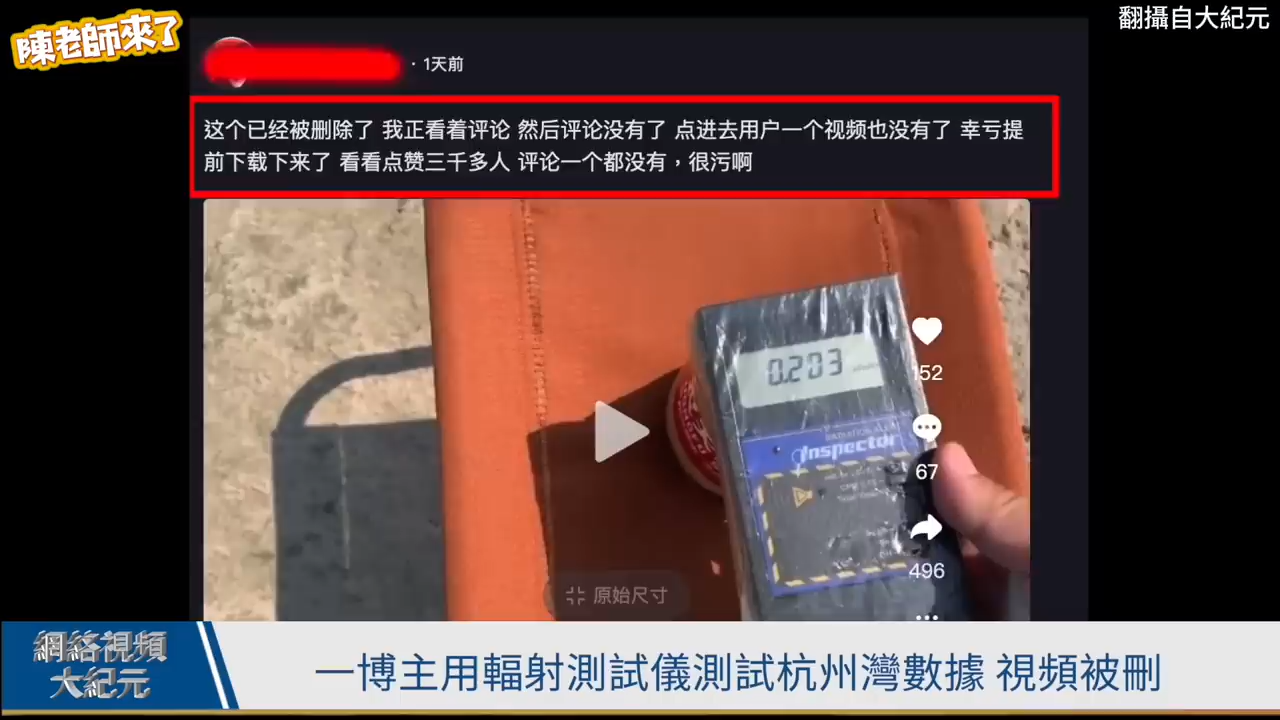 翻攝自大紀元
陳老師來了
· 1天前
这个已经被删除了 我正看着评论 然后评论没有了 点进去用户一个视频也没有了 幸亏提
前下载下来了 看看点赞三千多人 评论一个都没有，很污啊
0.203
RADIATION ALERT
Inspector
152
67
496
原始尺寸
網絡視頻
大紀元
一博主用輻射測試儀測試杭州灣數據 視頻被刪